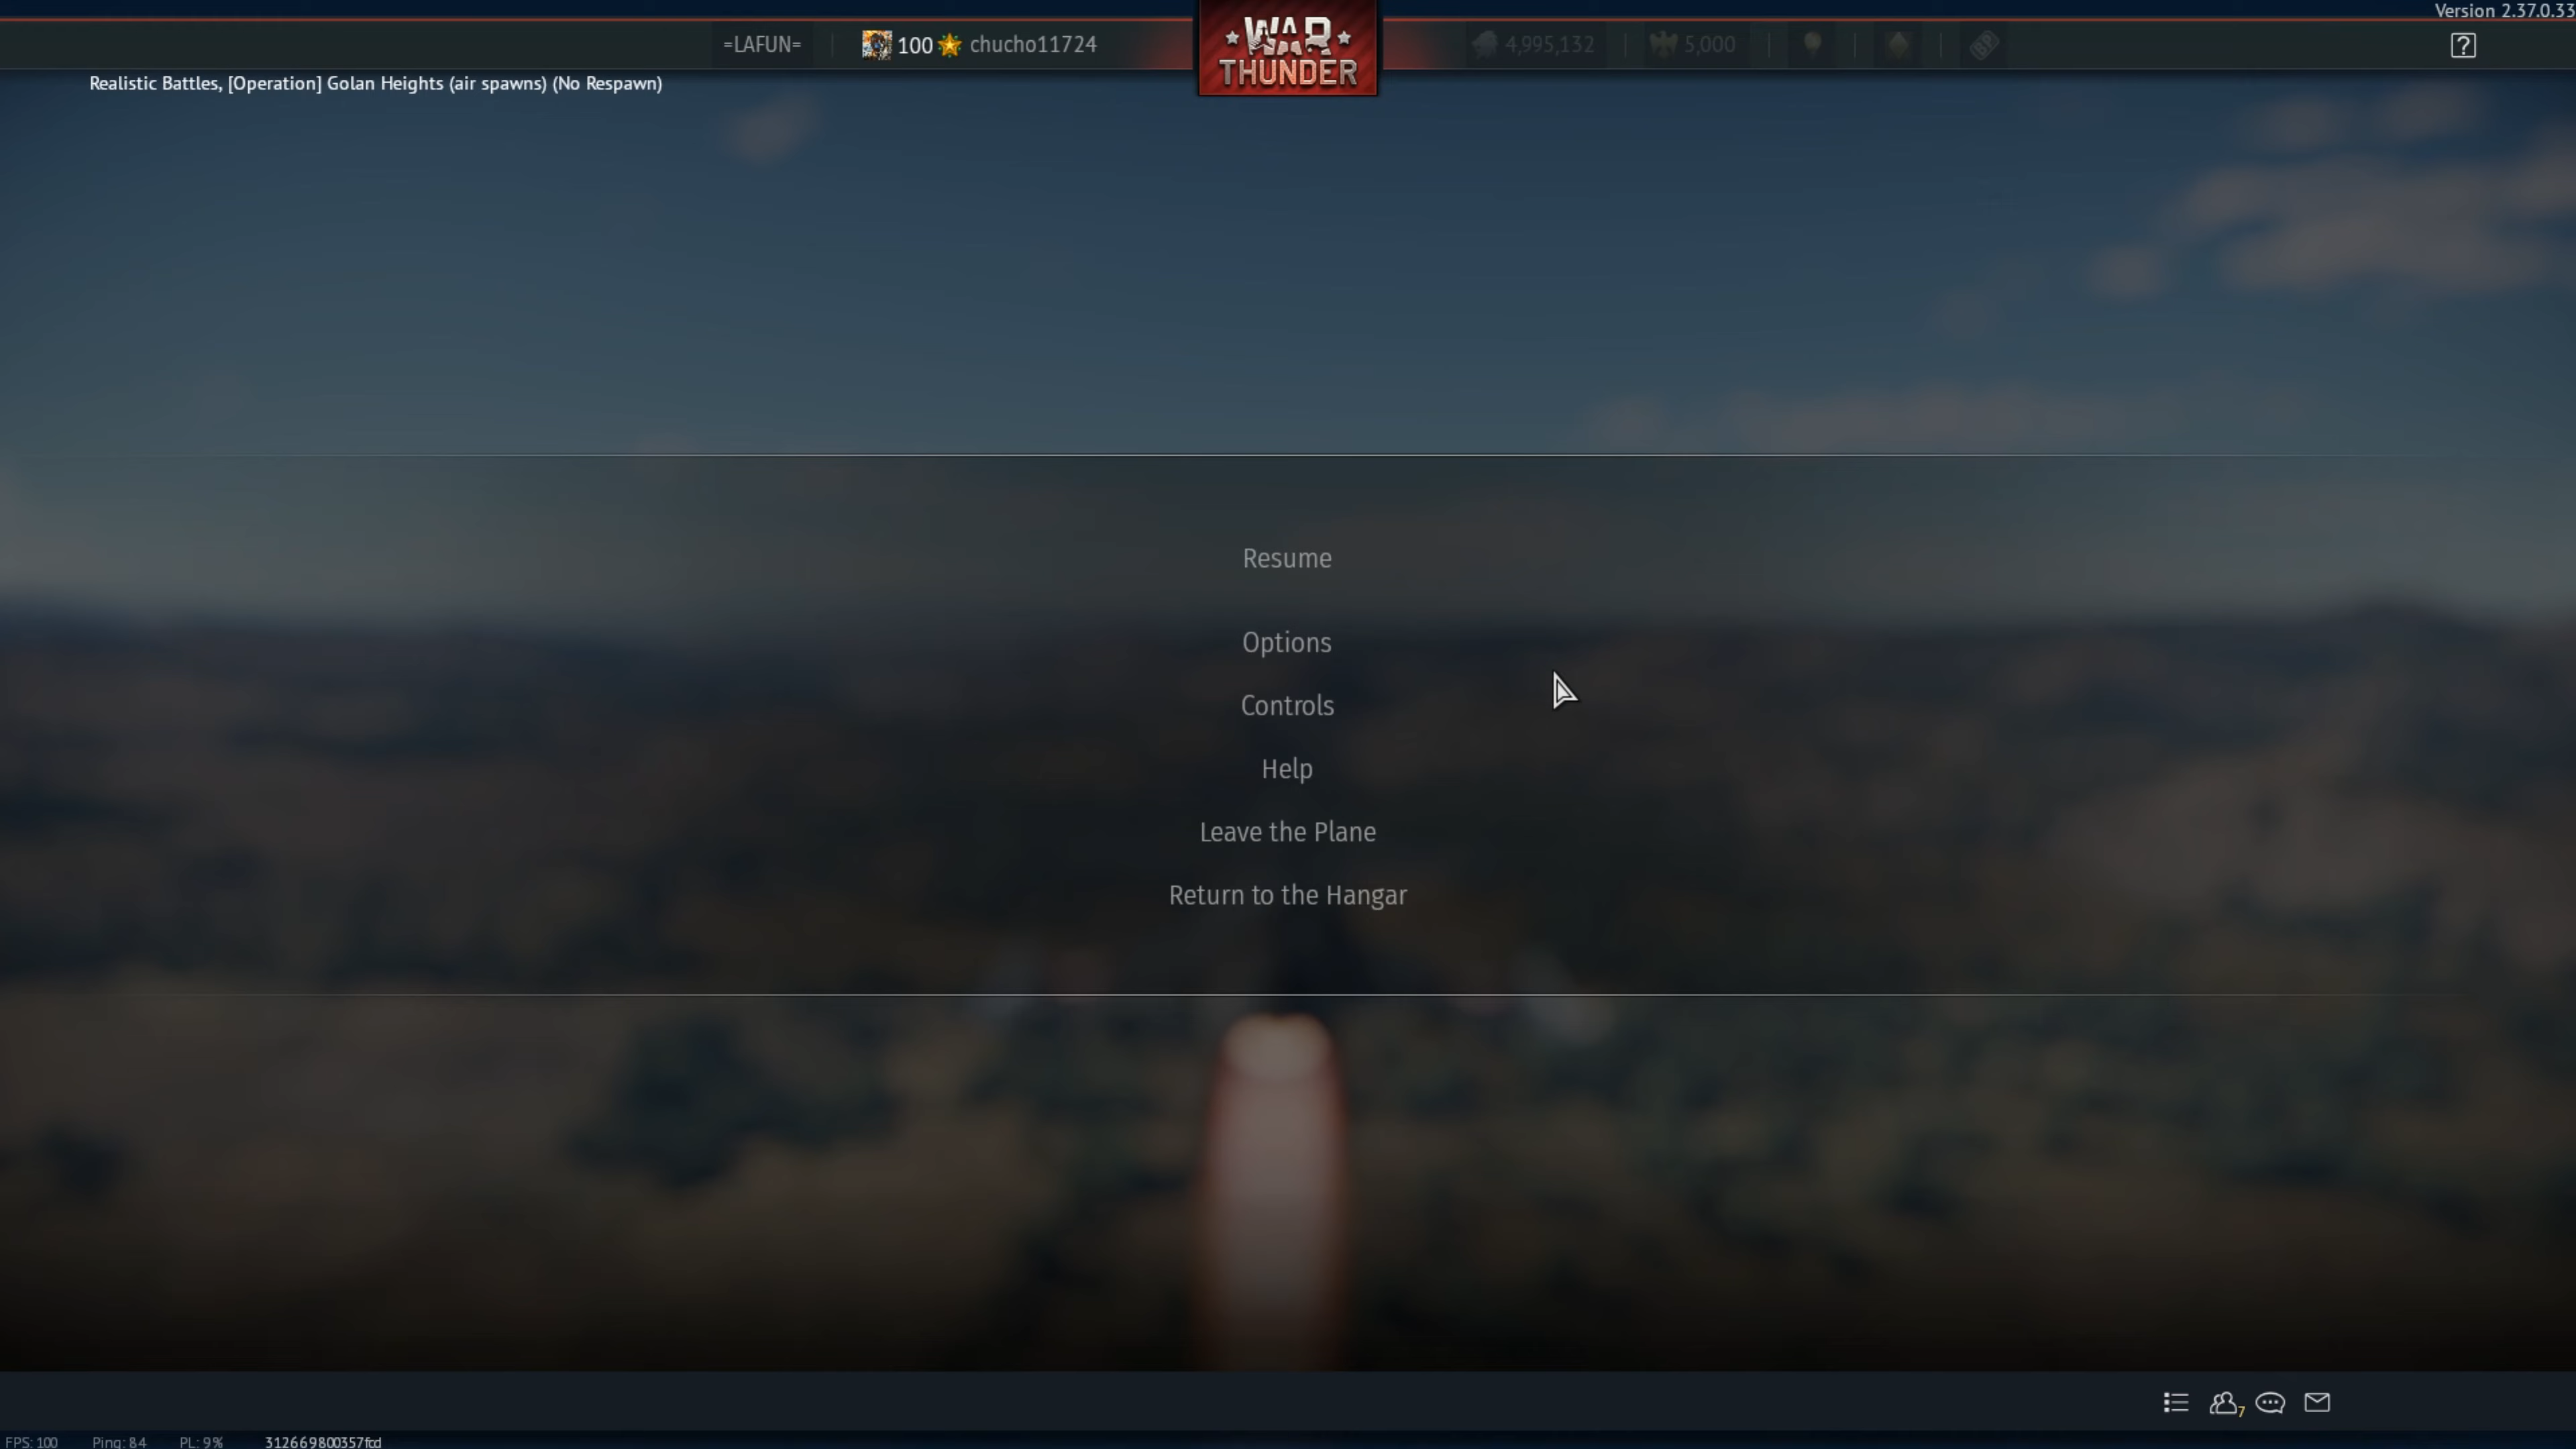 Version 2.37.0.33
=LAFUN=
100 chucho11724
WAR
THUNDER
4,995,132
5,000
BP
?
Realistic Battles, [Operation] Golan Heights (air spawns) (No Respawn)
Resume
Options
Controls
Help
Leave the Plane
Return to the Hangar
7
FPS: 100 Ping: 84 PL: 9% 312669800357fcd